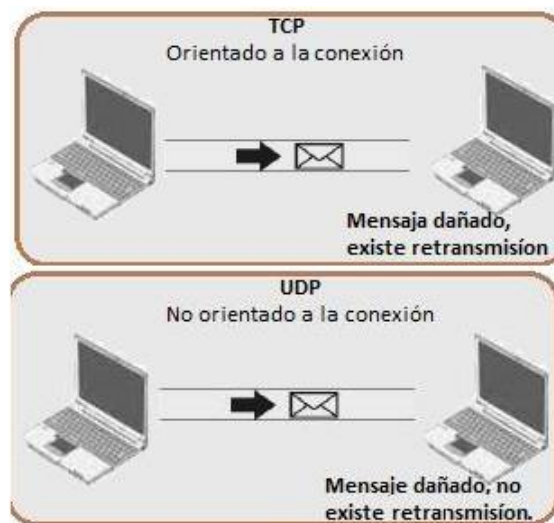 TCP
Orientado a la conexión
Mensaja dañado,
existe retransmisíon
UDP
No orientado a la conexión
Mensaje dañado, no
existe retransmisíon.